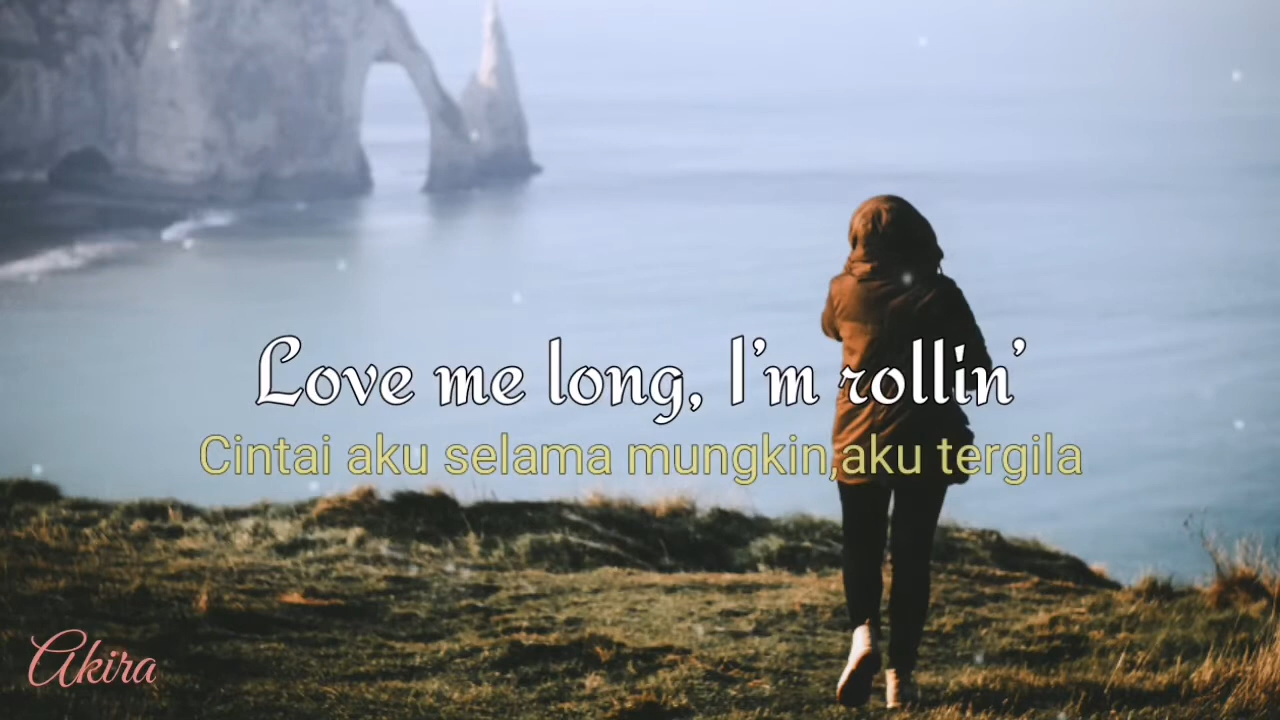 Love me long, I'm rollin'
Cintai aku selama mungkin,aku tergila
Akira